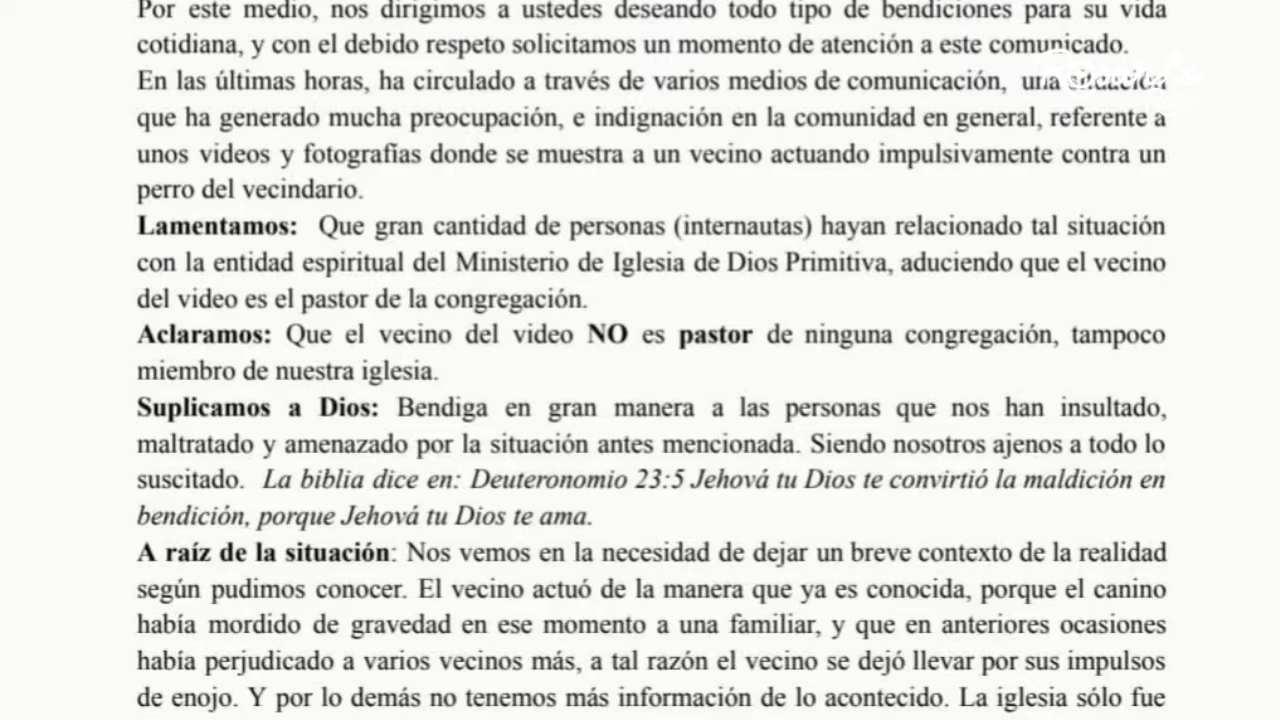 Por este medio, nos dirigimos a ustedes deseando todo tipo de bendiciones para su vida
cotidiana, y con el debido respeto solicitamos un momento de atención a este comunicado.
En las últimas horas, ha circulado a través de varios medios de comunicación, una situación
que ha generado mucha preocupación, e indignación en la comunidad en general, referente a
unos videos y fotografías donde se muestra a un vecino actuando impulsivamente contra un
perro del vecindario.
Lamentamos: Que gran cantidad de personas (internautas) hayan relacionado tal situación
con la entidad espiritual del Ministerio de Iglesia de Dios Primitiva, aduciendo que el vecino
del video es el pastor de la congregación.
Aclaramos: Que el vecino del video NO es pastor de ninguna congregación, tampoco
miembro de nuestra iglesia.
Suplicamos a Dios: Bendiga en gran manera a las personas que nos han insultado,
maltratado y amenazado por la situación antes mencionada. Siendo nosotros ajenos a todo lo
suscitado. La biblia dice en: Deuteronomio 23:5 Jehová tu Dios te convirtió la maldición en
bendición, porque Jehová tu Dios te ama.
A raíz de la situación: Nos vemos en la necesidad de dejar un breve contexto de la realidad
según pudimos conocer. El vecino actuó de la manera que ya es conocida, porque el canino
había mordido de gravedad en ese momento a una familiar, y que en anteriores ocasiones
había perjudicado a varios vecinos más, a tal razón el vecino se dejó llevar por sus impulsos
de enojo. Y por lo demás no tenemos más información de lo acontecido. La iglesia sólo fue